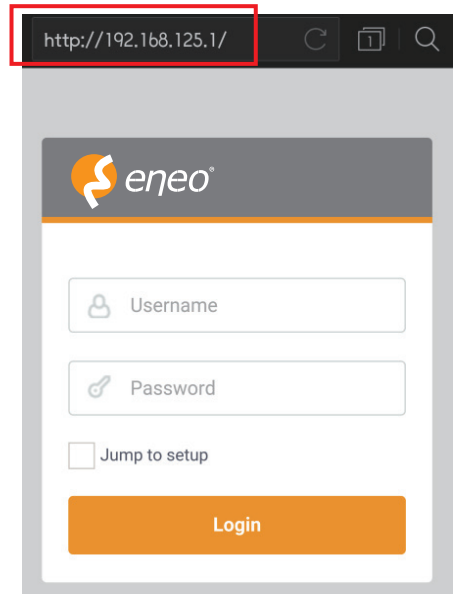 http://192.168.125.1/
1
eneo®
Username
Password
Jump to setup
Login